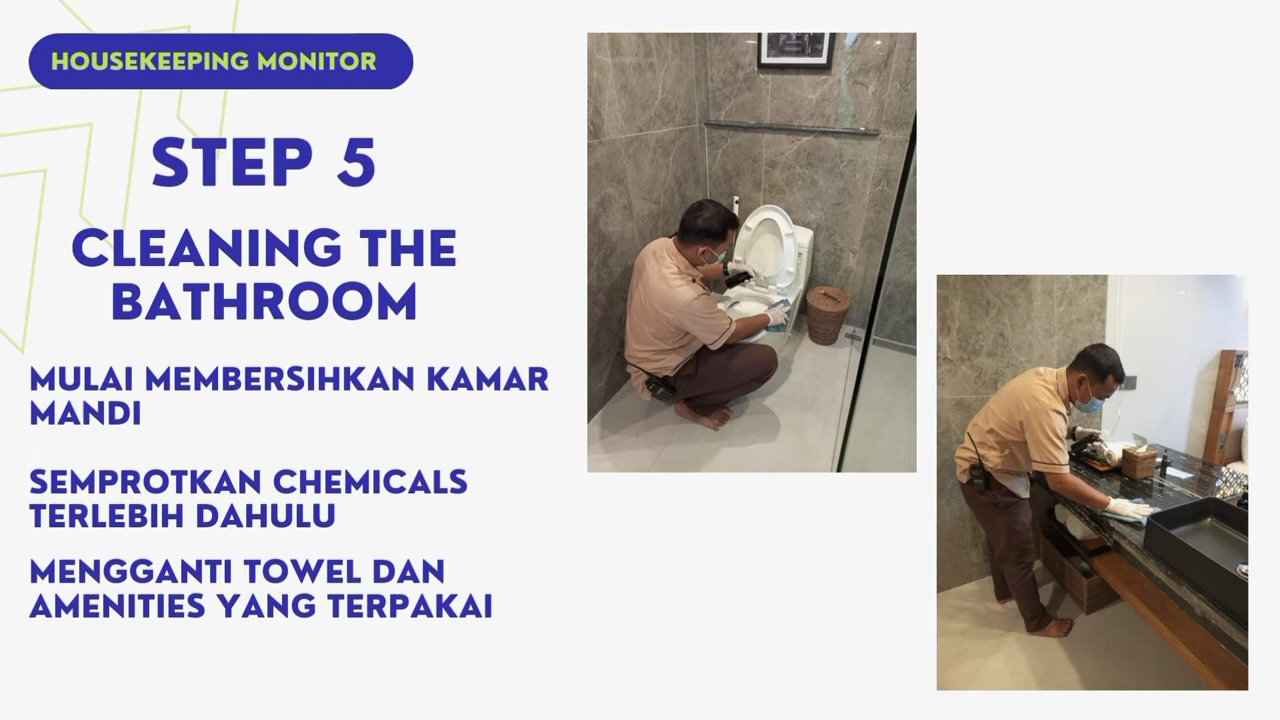 HOUSEKEEPING MONITOR
STEP 5
CLEANING THE
BATHROOM
MULAI MEMBERSIHKAN KAMAR
MANDI
SEMPROTKAN CHEMICALS
TERLEBIH DAHULU
MENGGANTI TOWEL DAN
AMENITIES YANG TERPAKAI